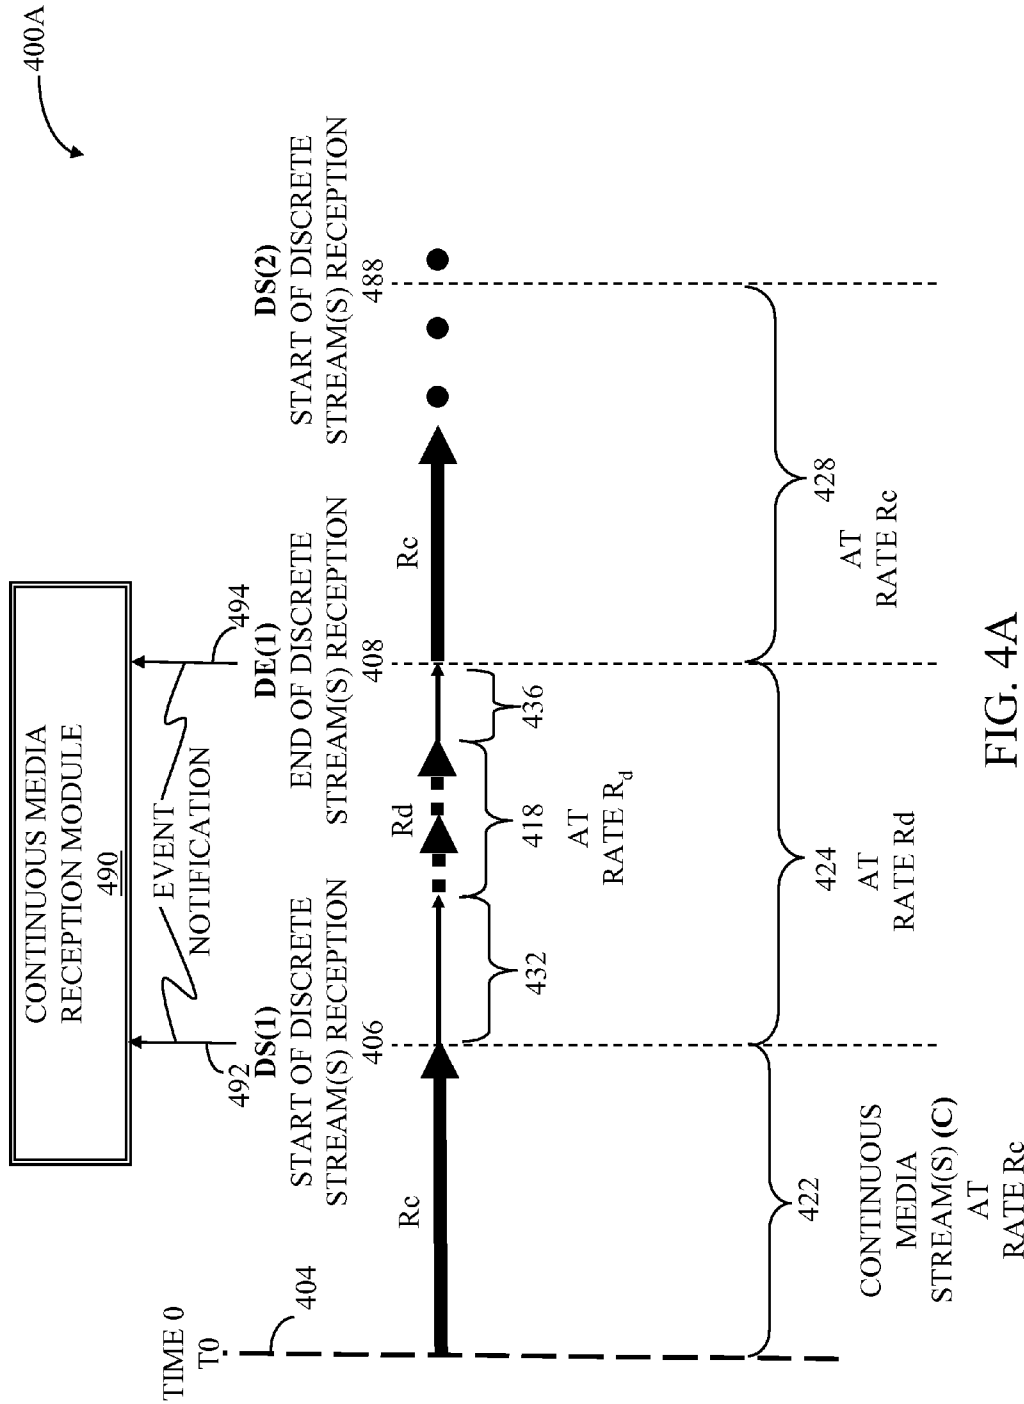 400A
CONTINUOUS MEDIA
RECEPTION MODULE
490
EVENT
NOTIFICATION
492
494
TIME 0
T0
404
DS(1)
START OF DISCRETE
STREAM(S) RECEPTION
406
DE(1)
END OF DISCRETE
STREAM(S) RECEPTION
408
DS(2)
START OF DISCRETE
STREAM(S) RECEPTION
488
Rc
Rd
Rc
432
418
AT
RATE Rd
436
422
CONTINUOUS
MEDIA
STREAM(S) (C)
AT
RATE Rc
424
AT
RATE Rd
428
AT
RATE Rc
FIG. 4A